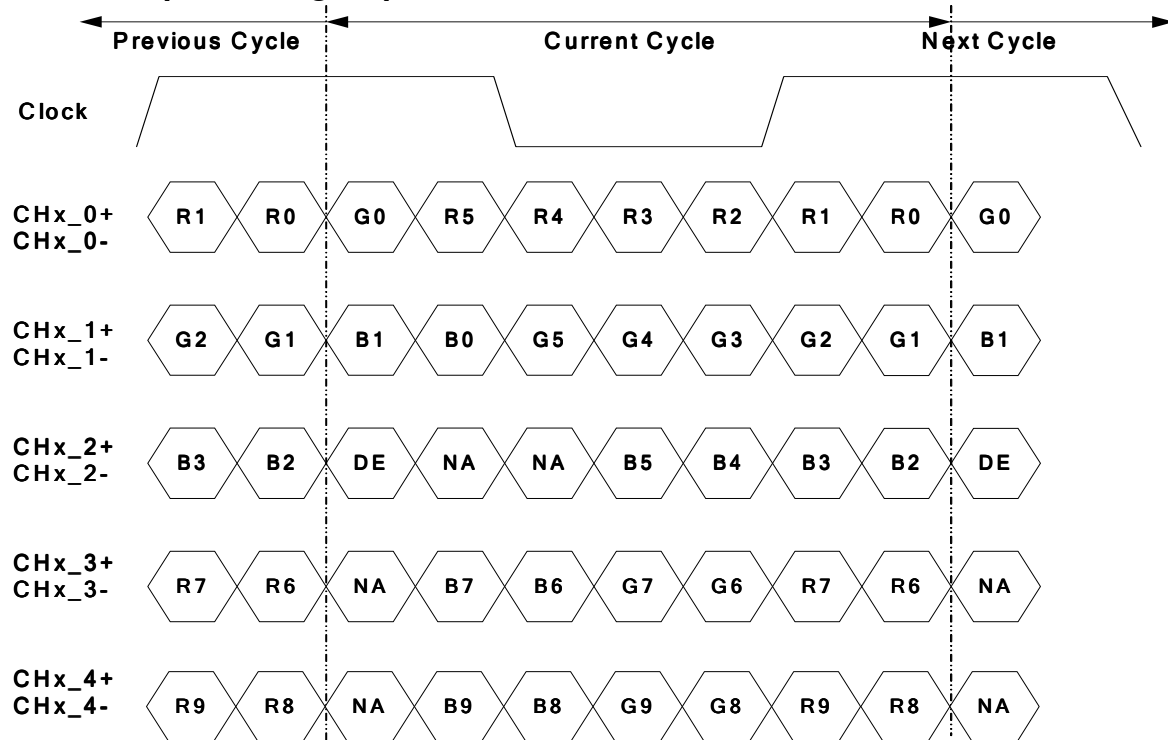 Previous Cycle Current Cycle Next Cycle
Clock
CHx_0+
CHx_0-
R1 R0 G0 R5 R4 R3 R2 R1 R0 G0
CHx_1+
CHx_1-
G2 G1 B1 B0 G5 G4 G3 G2 G1 B1
CHx_2+
CHx_2-
B3 B2 DE NA NA B5 B4 B3 B2 DE
CHx_3+
CHx_3-
R7 R6 NA B7 B6 G7 G6 R7 R6 NA
CHx_4+
CHx_4-
R9 R8 NA B9 B8 G9 G8 R9 R8 NA